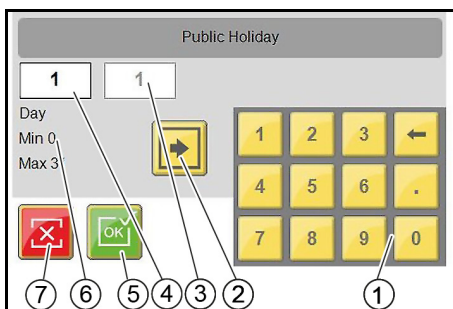 Public Holiday
1 1
Day
Min 0
Max 3
1 2 3 ←
4 5 6 .
7 8 9 0
OK
7 6 5 4 3 2 1